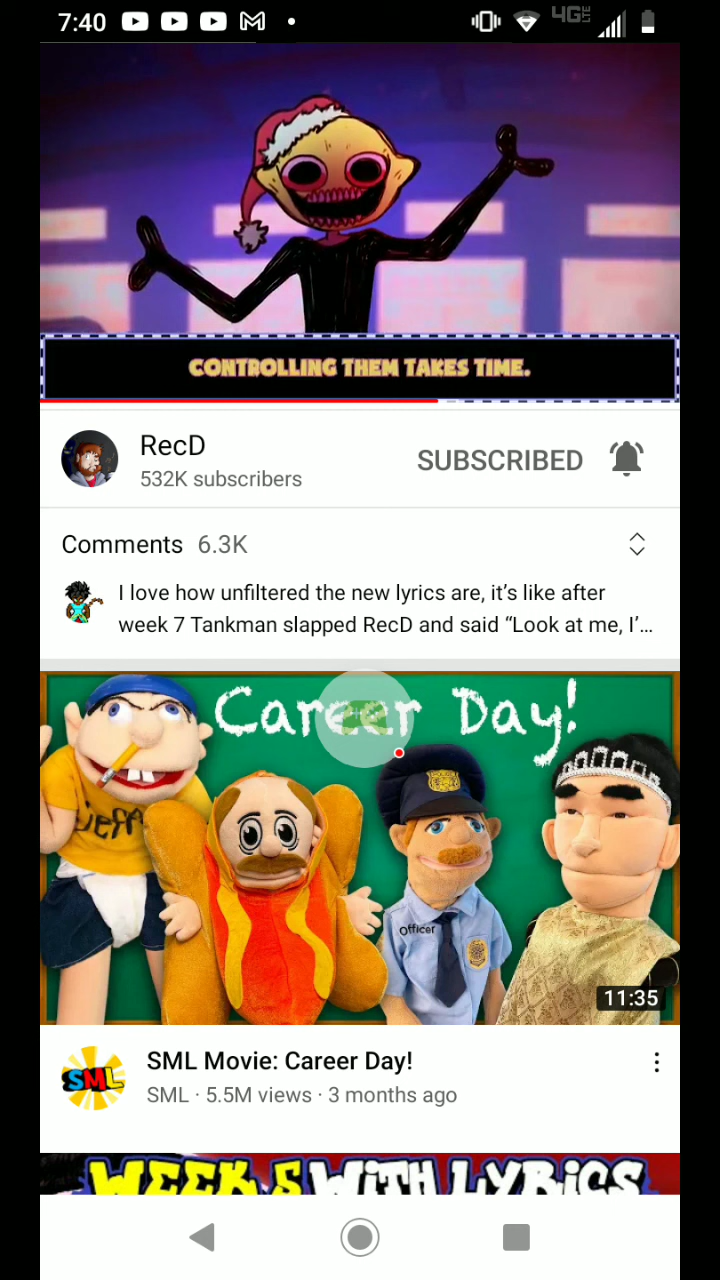 7:40
4G LTE
CONTROLLING THEM TAKES TIME.
RecD
532K subscribers
SUBSCRIBED
Comments 6.3K
I love how unfiltered the new lyrics are, it’s like after
week 7 Tankman slapped RecD and said “Look at me, I’...
Career Day!
Jeff
Officer
11:35
SML
SML Movie: Career Day!
SML · 5.5M views · 3 months ago
WEEK 5 WITH LYRICS